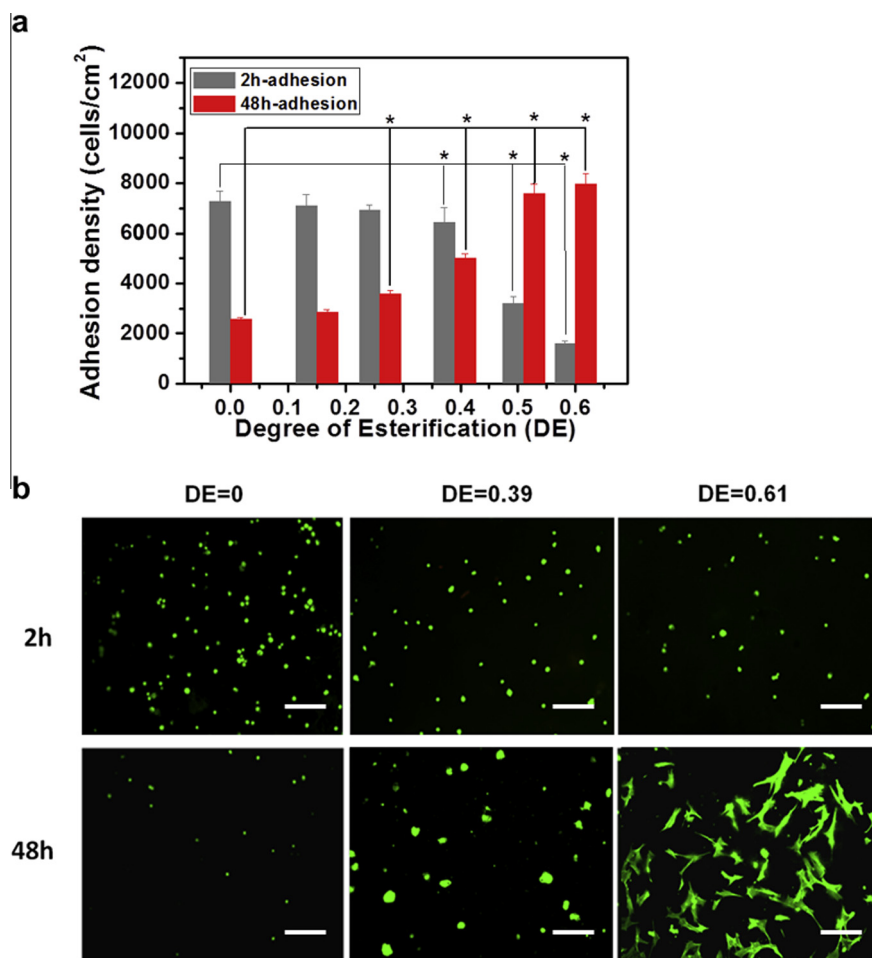 a
12000
10000
8000
6000
4000
2000
0
Adhesion density (cells/cm²)
2h-adhesion
48h-adhesion
* * * *
* * *
0.0 0.1 0.2 0.3 0.4 0.5 0.6
Degree of Esterification (DE)
b
DE=0 DE=0.39 DE=0.61
2h
48h